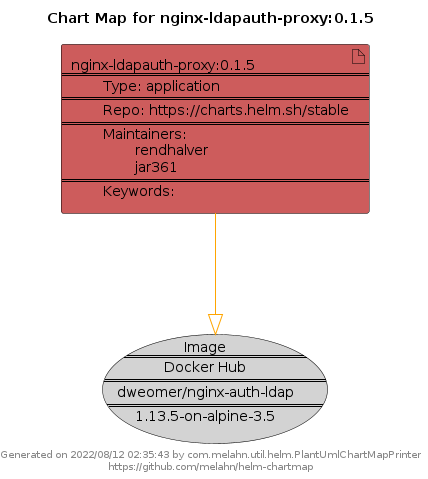 Chart Map for nginx-ldapauth-proxy:0.1.5
nginx-ldapauth-proxy:0.1.5
Type: application
Repo: https://charts.helm.sh/stable
Maintainers:
rendhalver
jar361
Keywords:
Image
Docker Hub
dweomer/nginx-auth-ldap
1.13.5-on-alpine-3.5
Generated on 2022/08/12 02:35:43 by com.melahn.util.helm.PlantUmlChartMapPrinter
https://github.com/melahn/helm-chartmap